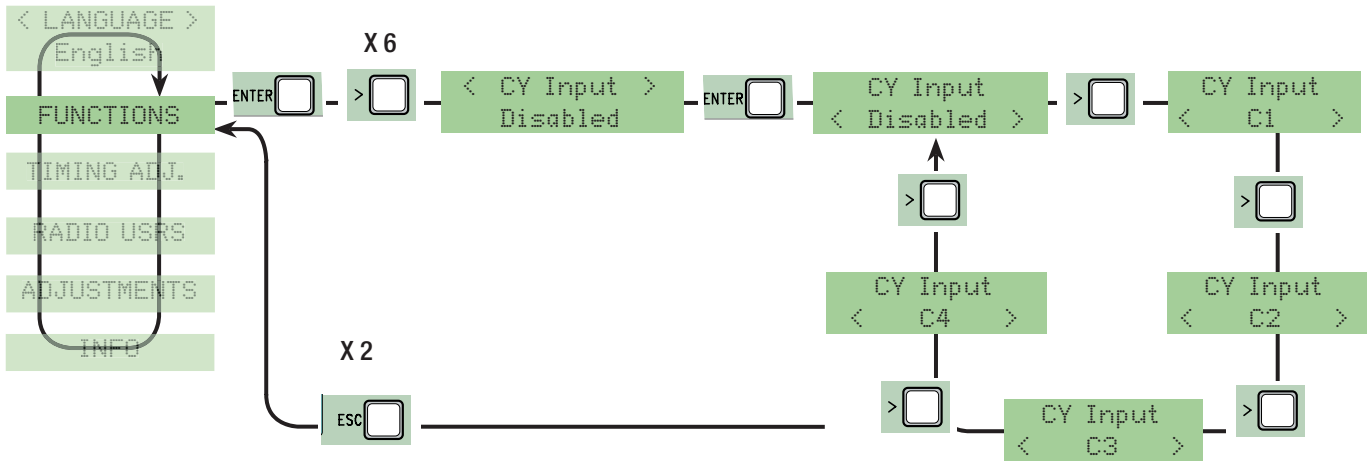 < LANGUAGE >
English
FUNCTIONS
TIMING ADJ.
RADIO USRS
ADJUSTMENTS
INFO
ENTER
X 6
>
< CY Input >
Disabled
ENTER
CY Input
< Disabled >
>
CY Input
< C1 >
>
CY Input
< C2 >
>
CY Input
< C3 >
>
CY Input
< C4 >
>
X 2
ESC